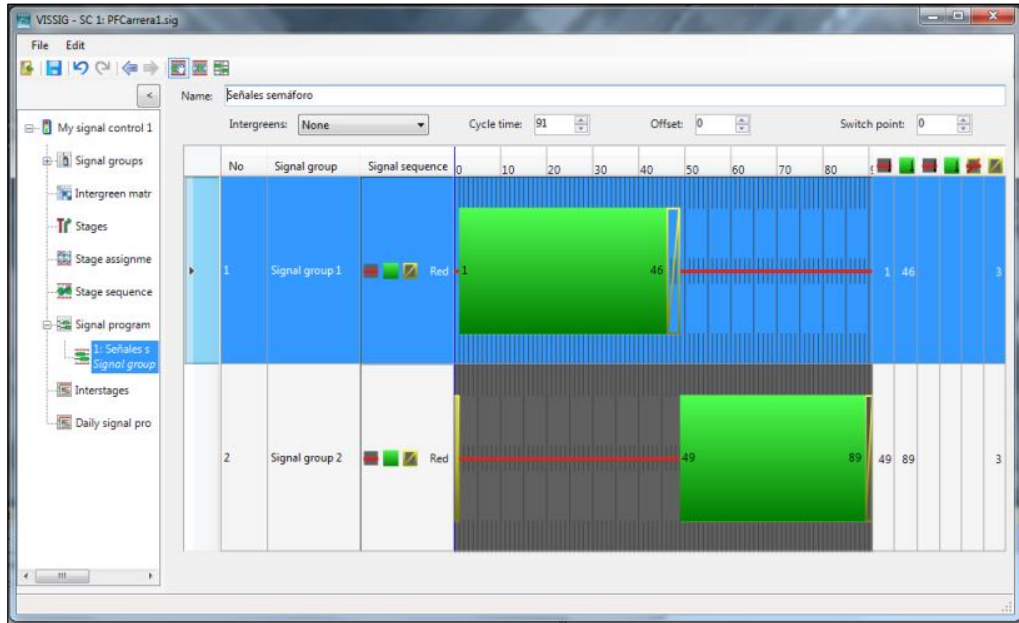 VISSIG - SC 1: PFCarrera1.sig
File Edit
<
Name: Señales semáforo
Intergreens: None Cycle time: 91 Offset: 0 Switch point: 0
My signal control 1
Signal groups
Intergreen matr
Stages
Stage assignme
Stage sequence
Signal program
1: Señales s
Signal group
Interstages
Daily signal pro
No Signal group Signal sequence 0 10 20 30 40 50 60 70 80
1 Signal group 1 Red 1 46 1 46 3
2 Signal group 2 Red 49 89 49 89 3